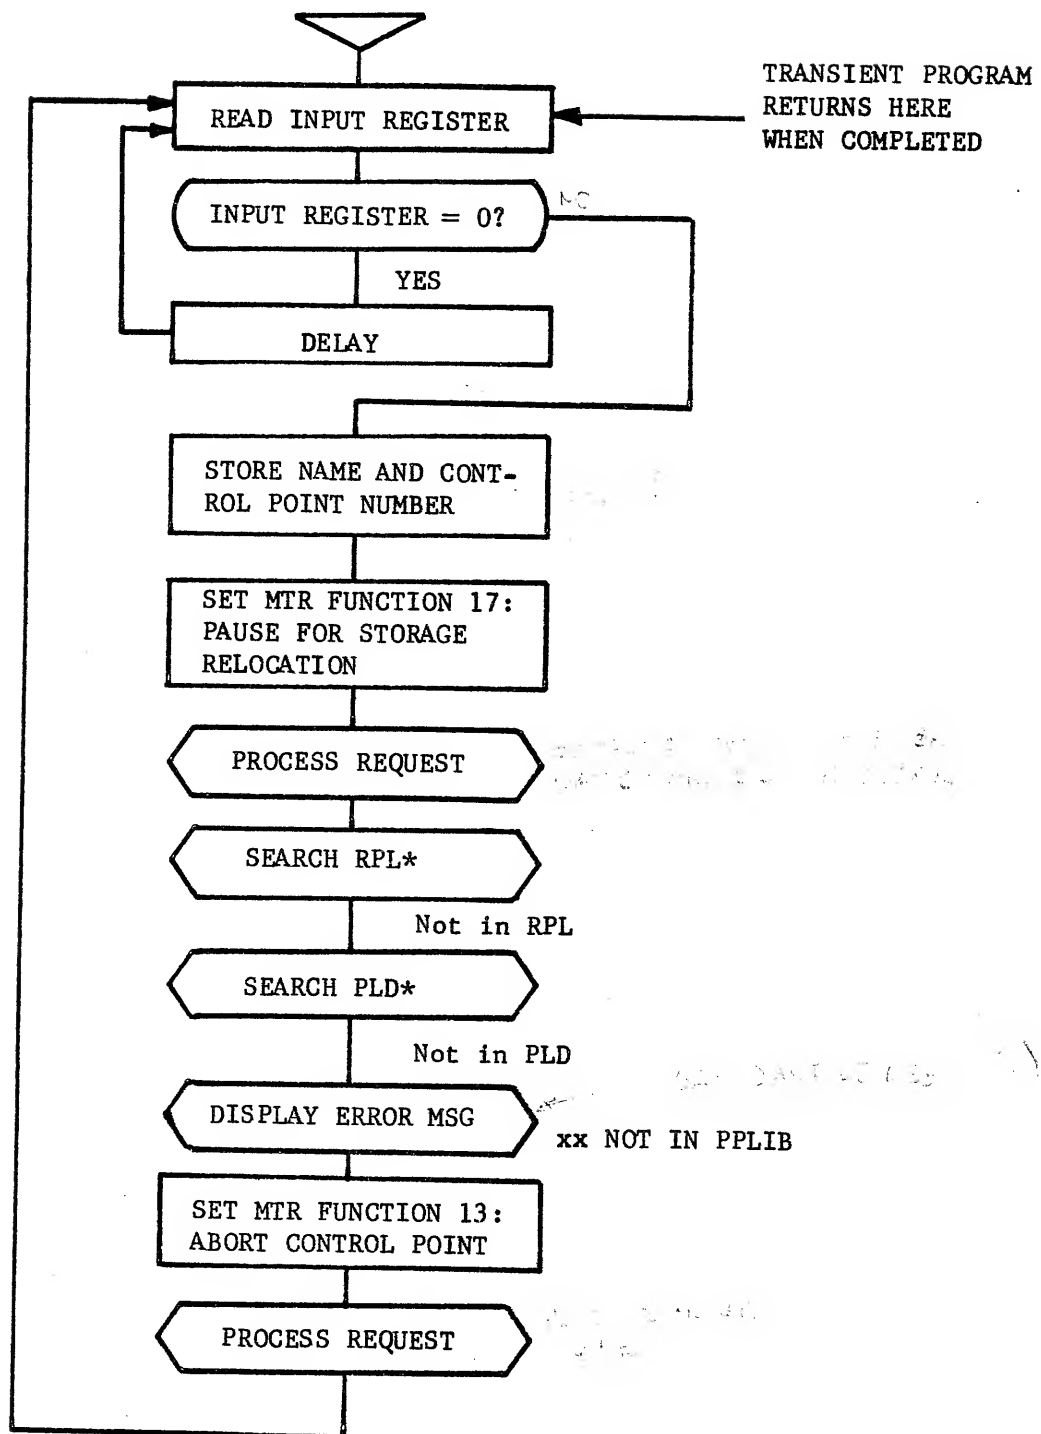 TRANSIENT PROGRAM
RETURNS HERE
WHEN COMPLETED
READ INPUT REGISTER
INPUT REGISTER = 0?
NO
YES
DELAY
STORE NAME AND CONT-
ROL POINT NUMBER
SET MTR FUNCTION 17:
PAUSE FOR STORAGE
RELOCATION
PROCESS REQUEST
SEARCH RPL*
Not in RPL
SEARCH PLD*
Not in PLD
DISPLAY ERROR MSG
xx NOT IN PPLIB
SET MTR FUNCTION 13:
ABORT CONTROL POINT
PROCESS REQUEST